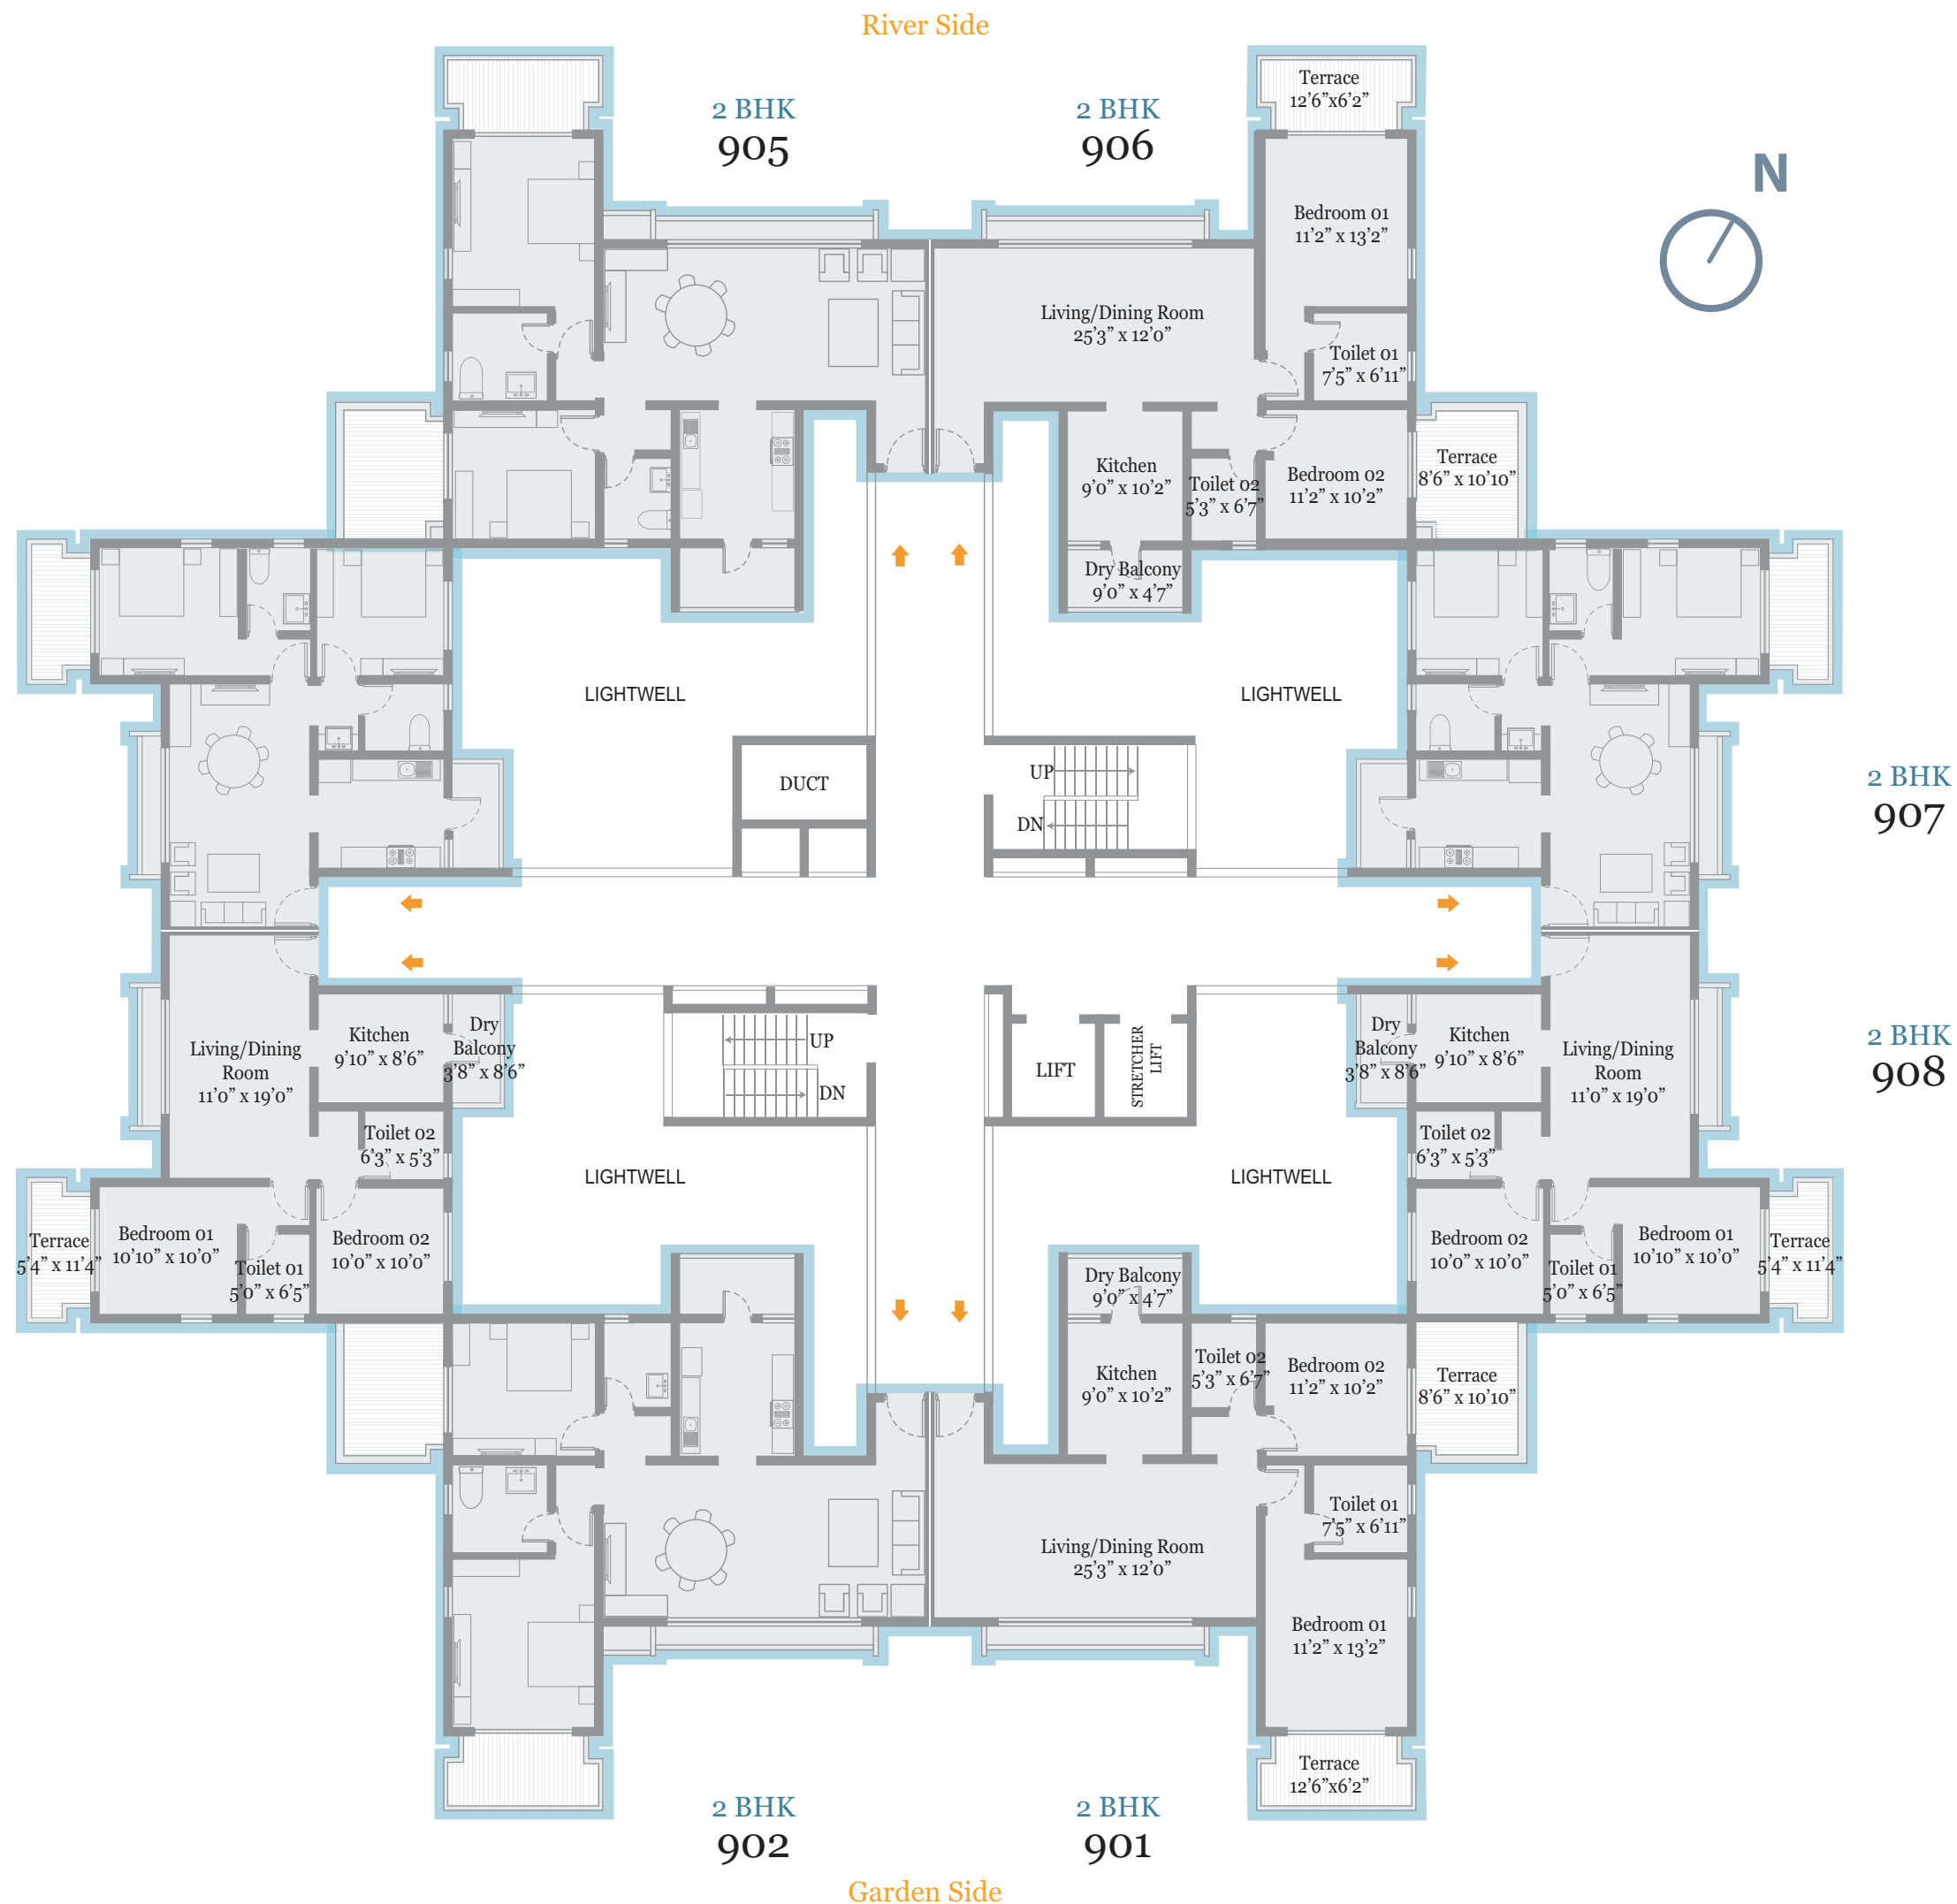 River Side
2 BHK
905
2 BHK
906
Terrace
12’6”x6’2”
N
Bedroom 01
11’2” x 13’2”
Living/Dining Room
25’3” x 12’0”
Toilet 01
7’5” x 6’11”
Kitchen
9’0” x 10’2”
Toilet 02
5’3” x 6’7”
Bedroom 02
11’2” x 10’2”
Terrace
8’6” x 10’10”
Dry Balcony
9’0” x 4’7”
LIGHTWELL
LIGHTWELL
DUCT
UP
DN
2 BHK
907
Living/Dining
Room
11’0” x 19’0”
Kitchen
9’10” x 8’6”
Dry
Balcony
3’8” x 8’6”
Toilet 02
6’3” x 5’3”
Terrace
5’4” x 11’4”
Bedroom 01
10’10” x 10’0”
Toilet 01
5’0” x 6’5”
Bedroom 02
10’0” x 10’0”
UP
DN
LIFT
STRETCHER
LIFT
LIGHTWELL
LIGHTWELL
Dry
Balcony
3’8” x 8’6”
Kitchen
9’10” x 8’6”
Living/Dining
Room
11’0” x 19’0”
2 BHK
908
Toilet 02
6’3” x 5’3”
Bedroom 02
10’0” x 10’0”
Toilet 01
5’0” x 6’5”
Bedroom 01
10’10” x 10’0”
Terrace
5’4” x 11’4”
Dry Balcony
9’0” x 4’7”
Kitchen
9’0” x 10’2”
Toilet 02
5’3” x 6’7”
Bedroom 02
11’2” x 10’2”
Terrace
8’6” x 10’10”
Toilet 01
7’5” x 6’11”
Living/Dining Room
25’3” x 12’0”
Bedroom 01
11’2” x 13’2”
Terrace
12’6”x6’2”
2 BHK
902
2 BHK
901
Garden Side